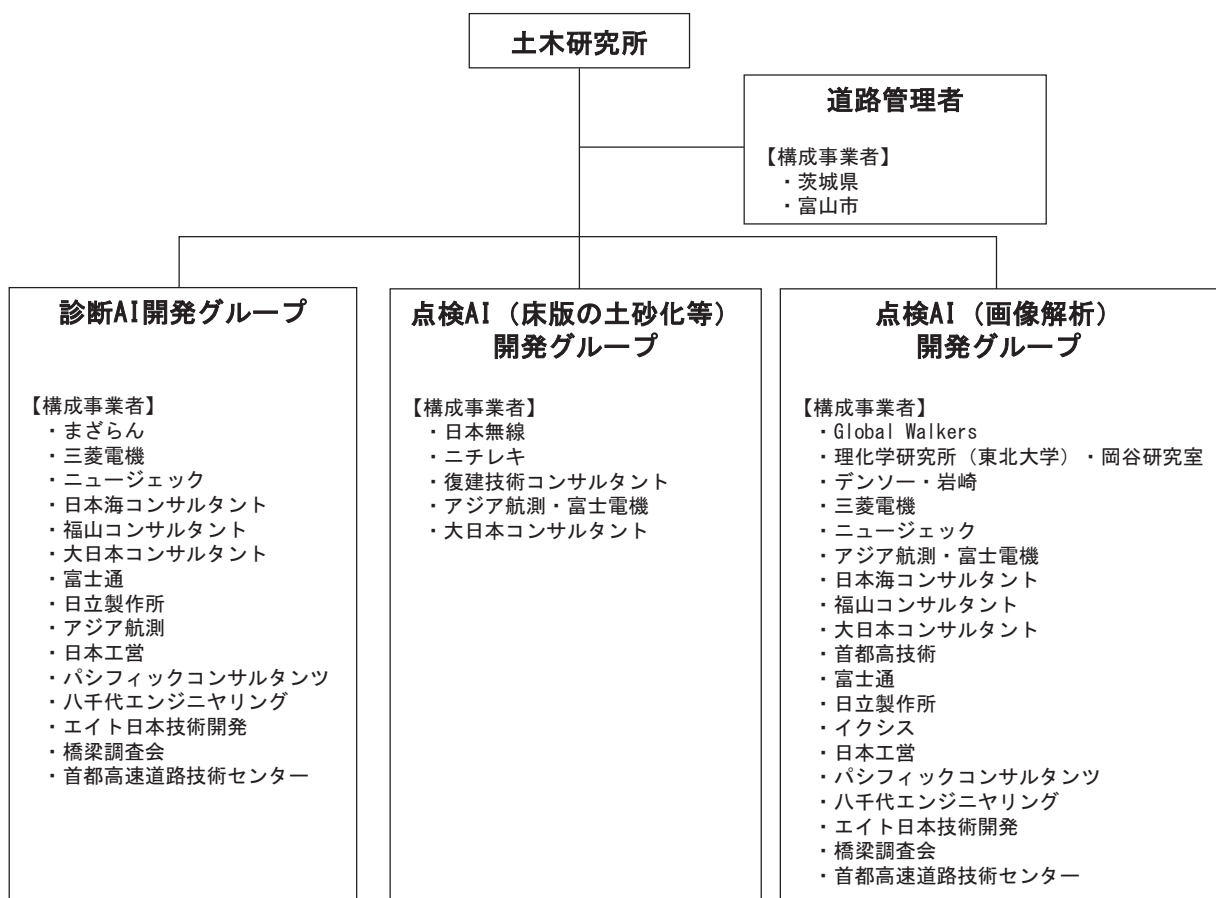 土木研究所
道路管理者
【構成事業者】
・茨城県
・富山市
診断AI開発グループ
【構成事業者】
・まざらん
・三菱電機
・ニュージェック
・日本海コンサルタント
・福山コンサルタント
・大日本コンサルタント
・富士通
・日立製作所
・アジア航測
・日本工営
・パシフィックコンサルタンツ
・八千代エンジニヤリング
・エイト日本技術開発
・橋梁調査会
・首都高速道路技術センター
点検AI（床版の土砂化等）
開発グループ
【構成事業者】
・日本無線
・ニチレキ
・復建技術コンサルタント
・アジア航測・富士電機
・大日本コンサルタント
点検AI（画像解析）
開発グループ
【構成事業者】
・Global Walkers
・理化学研究所（東北大学）・岡谷研究室
・デンソー・岩崎
・三菱電機
・ニュージェック
・アジア航測・富士電機
・日本海コンサルタント
・福山コンサルタント
・大日本コンサルタント
・首都高技術
・富士通
・日立製作所
・イクシス
・日本工営
・パシフィックコンサルタンツ
・八千代エンジニヤリング
・エイト日本技術開発
・橋梁調査会
・首都高速道路技術センター